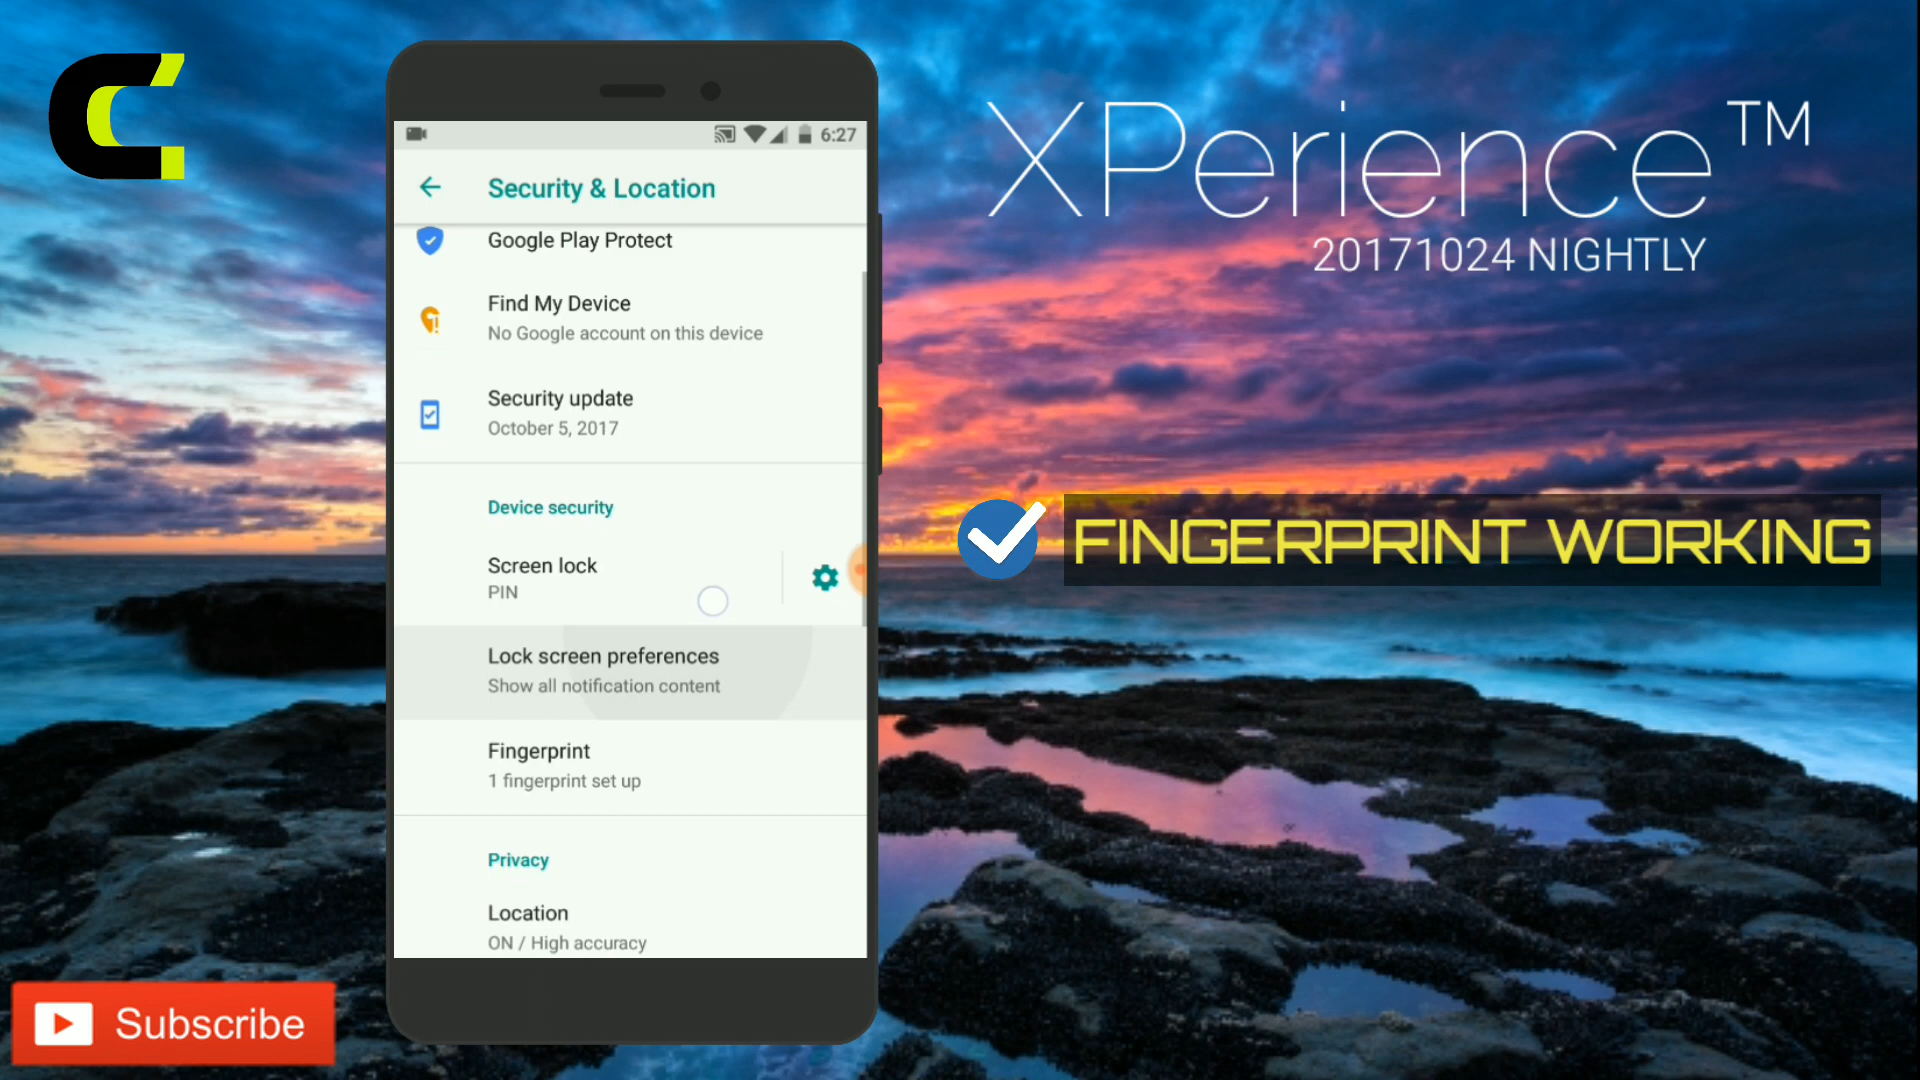 6:27
Security & Location
Google Play Protect
Find My Device
No Google account on this device
Security update
October 5, 2017
Device security
Screen lock
PIN
Lock screen preferences
Show all notification content
Fingerprint
1 fingerprint set up
Privacy
Location
ON / High accuracy
XPerience™
20171024 NIGHTLY
FINGERPRINT WORKING
Subscribe